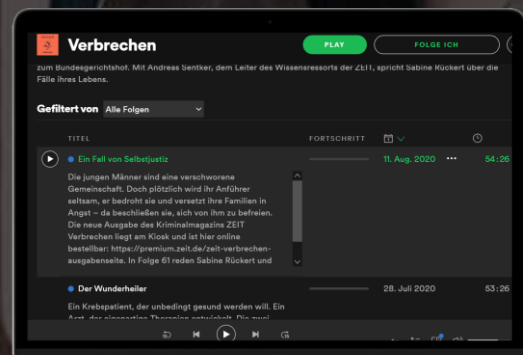 Verbrechen
PLAY
FOLGE ICH
zum Bundesgerichtshof. Mit Andreas Sentker, dem Leiter des Wissensressorts der ZEIT, spricht Sabine Rückert über die
Fälle ihres Lebens.
Gefiltert von Alle Folgen
TITEL FORTSCHRITT
Ein Fall von Selbstjustiz 11. Aug. 2020 54:26
Die jungen Männer sind eine verschworene
Gemeinschaft. Doch plötzlich wird ihr Anführer
seltsam, er bedroht sie und versetzt ihre Familien in
Angst – da beschließen sie, sich von ihm zu befreien.
Die neue Ausgabe des Kriminalmagazins ZEIT
Verbrechen liegt am Kiosk und ist hier online
bestellbar: https://premium.zeit.de/zeit-verbrechen-
ausgabenseite. In Folge 61 reden Sabine Rückert und
Der Wunderheiler 28. Juli 2020 53:26
Ein Krebspatient, der unbedingt gesund werden will. Ein
Arzt, der eigenartige Therapien entwickelt. Die zwei